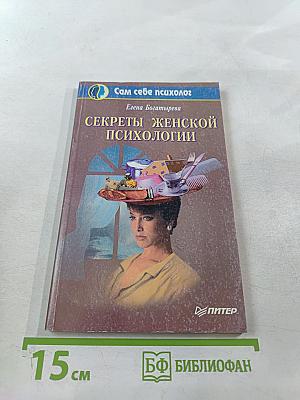 Сам себе психолог
Елена Богатырева
СЕКРЕТЫ ЖЕНСКОЙ
ПСИХОЛОГИИ
ПИТЕР
15 см
БФ БИБЛИОФАН